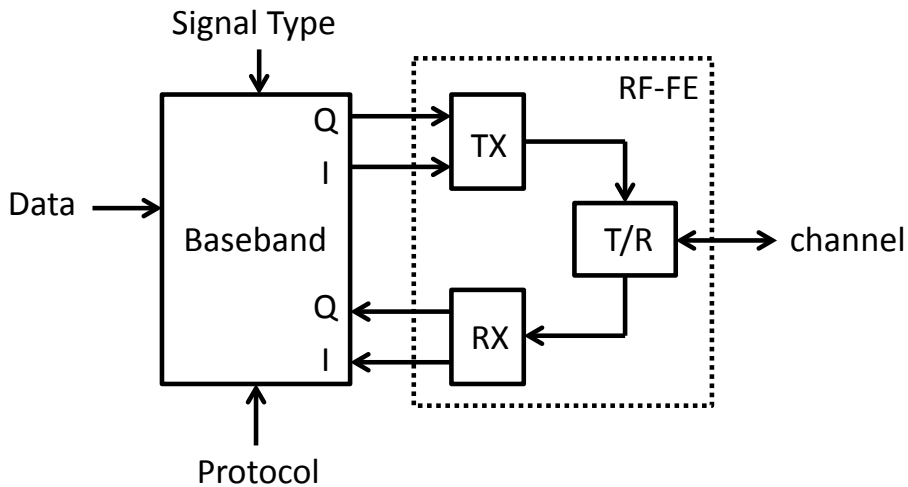 Signal Type
RF-FE
Q
TX
I
Data
Baseband
T/R
channel
Q
RX
I
Protocol